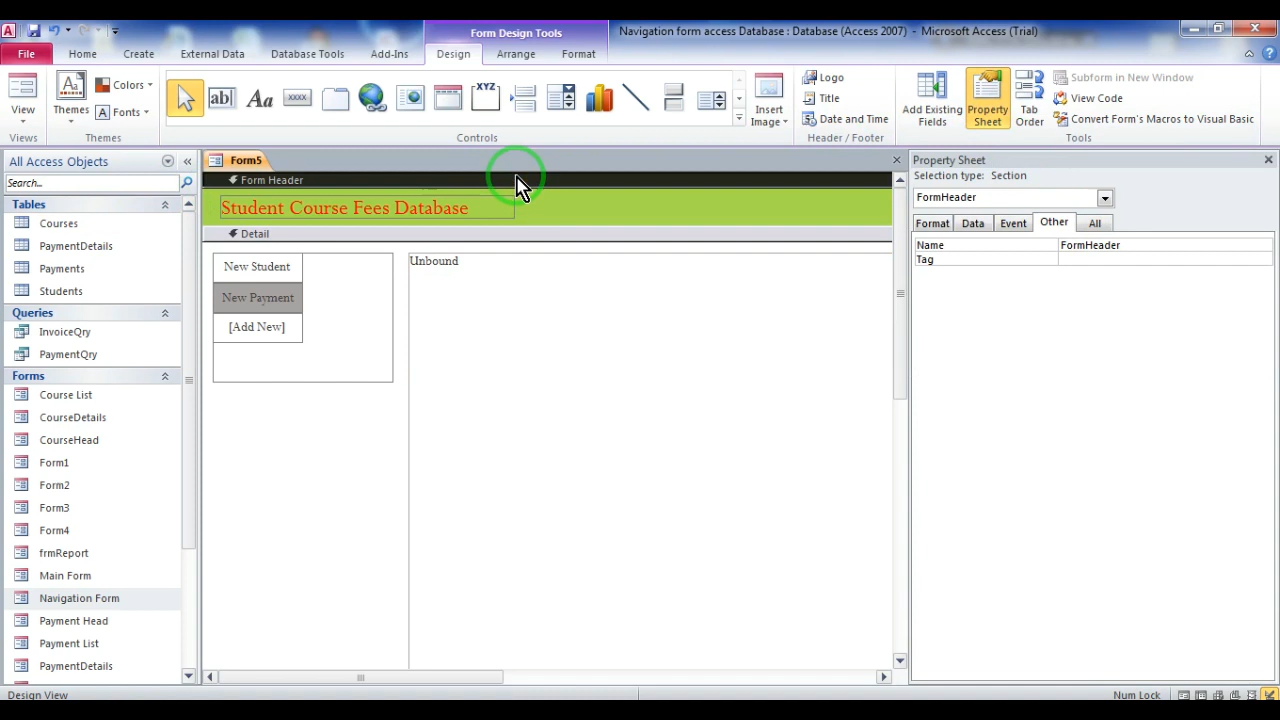 Form Design Tools
Navigation form access Database : Database (Access 2007) - Microsoft Access (Trial)
File Home Create External Data Database Tools Add-Ins Design Arrange Format
View
Views
Themes
Colors
Fonts
Themes
ab|
Aa
XXXX
XYZ
Controls
Insert
Image
Logo
Title
Date and Time
Header / Footer
Add Existing
Fields
Property
Sheet
Tab
Order
Subform in New Window
View Code
Convert Form's Macros to Visual Basic
Tools
All Access Objects
Search...
Tables
Courses
PaymentDetails
Payments
Students
Queries
InvoiceQry
PaymentQry
Forms
Course List
CourseDetails
CourseHead
Form1
Form2
Form3
Form4
frmReport
Main Form
Navigation Form
Payment Head
Payment List
PaymentDetails
Form5
Form Header
Student Course Fees Database
Detail
New Student
New Payment
[Add New]
Unbound
Property Sheet
Selection type: Section
FormHeader
Format Data Event Other All
Name FormHeader
Tag
Design View
Num Lock